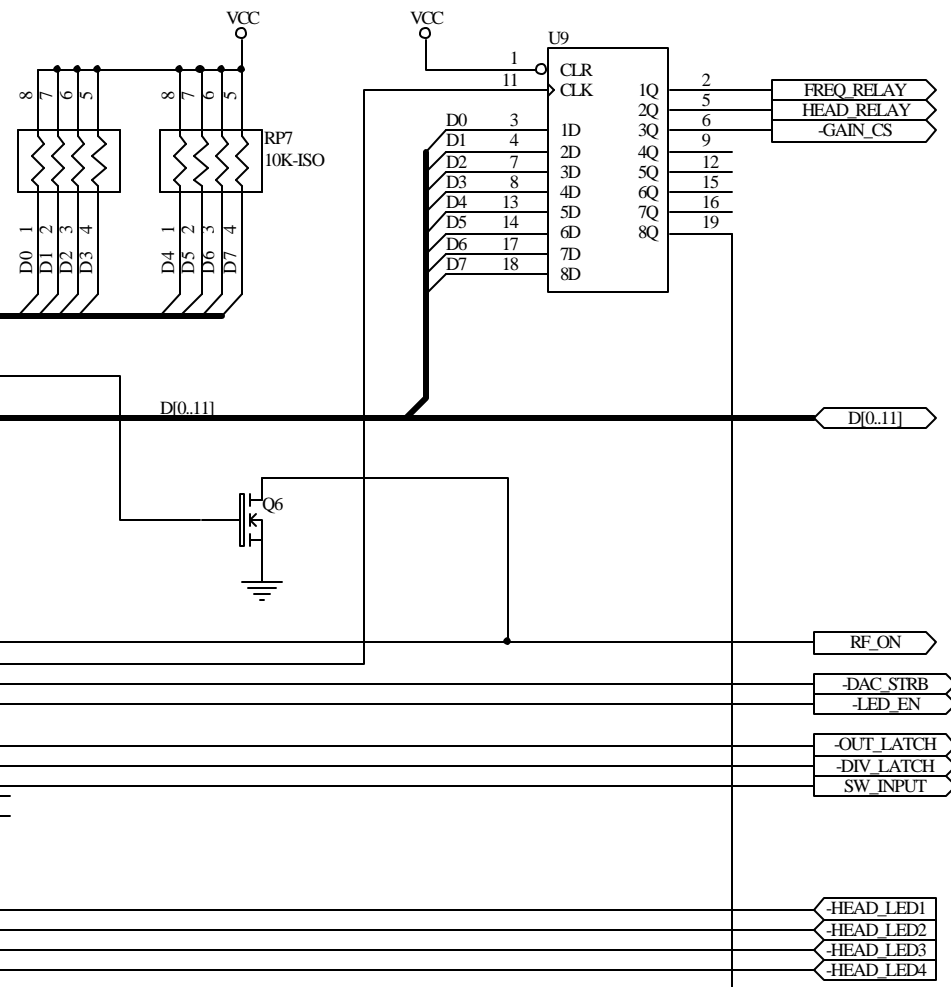 VCC
8
7
6
5
1
2
3
4
D0
D1
D2
D3
8
7
6
5
RP7
10K-ISO
1
2
3
4
D4
D5
D6
D7
VCC
U9
1
CLR
11
CLK
D0 3 1D
D1 4 2D
D2 7 3D
D3 8 4D
D4 13 5D
D5 14 6D
D6 17 7D
D7 18 8D
1Q 2 FREQ_RELAY
2Q 5 HEAD_RELAY
3Q 6 -GAIN_CS
4Q 9
5Q 12
6Q 15
7Q 16
8Q 19
D[0..11]
D[0..11]
Q6
RF_ON
-DAC_STRB
-LED_EN
-OUT_LATCH
-DIV_LATCH
SW_INPUT
-HEAD_LED1
-HEAD_LED2
-HEAD_LED3
-HEAD_LED4